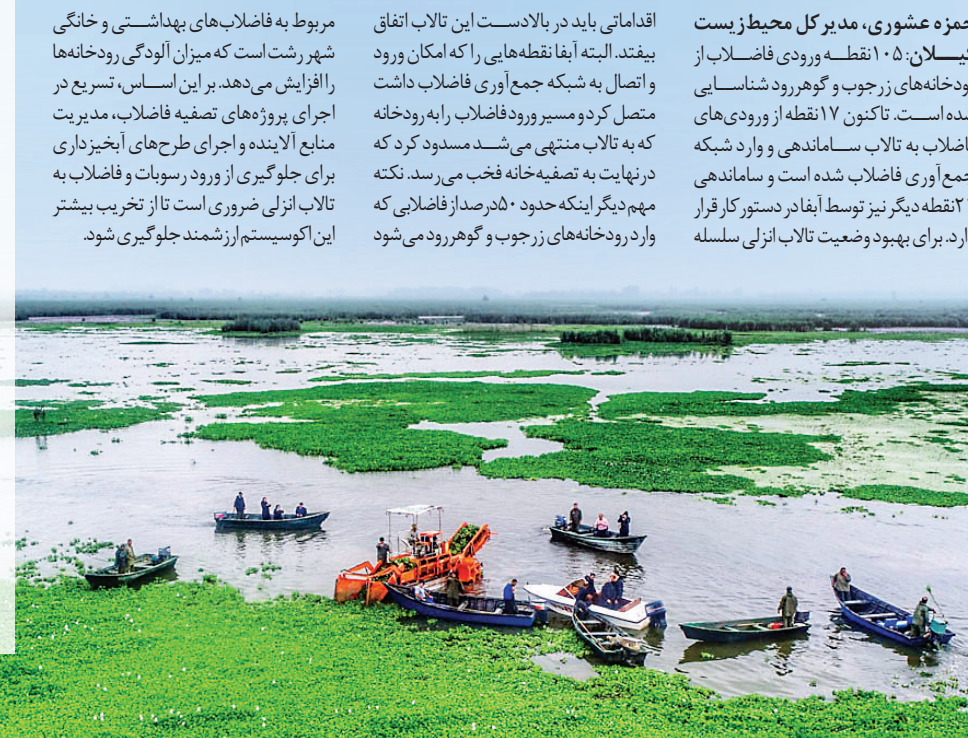 حمزه عشوری، مدیر کل محیط‌زیست
گیلان: ۱۰۵ نقطه ورودی فاضلاب از
رودخانه‌های زرجوب و گوهررود شناسایی
شده است. تاکنون ۱۷ نقطه از ورودی‌های
فاضلاب به تالاب ساماندهی و وارد شبکه
جمع‌آوری فاضلاب شده است و ساماندهی
نقطه دیگر نیز توسط آبفا در دستور کار قرار
دارد. برای بهبود وضعیت تالاب انزلی سلسله
اقداماتی باید در بالادست این تالاب اتفاق
بیفتد. البته آبفا نقطه‌هایی را که امکان ورود
و اتصال به شبکه جمع‌آوری فاضلاب داشت
متصل کرد و مسیر ورود فاضلاب را به رودخانه
که به تالاب منتهی می‌شد مسدود کرد که
درنهایت به تصفیه‌خانه فخب می‌رسد. نکته
مهم دیگر اینکه حدود ۵۰درصد از فاضلابی که
وارد رودخانه‌های زرجوب و گوهررود می‌شود
مربوط به فاضلاب‌های بهداشتی و خانگی
شهر رشت است که میزان آلودگی رودخانه‌ها
را افزایش می‌دهد. بر این اساس، تسریع در
اجرای پروژه‌های تصفیه فاضلاب، مدیریت
منابع آلاینده و اجرای طرح‌های آبخیزداری
برای جلوگیری از ورود رسوبات و فاضلاب به
تالاب انزلی ضروری است تا از تخریب بیشتر
این اکوسیستم ارزشمند جلوگیری شود.